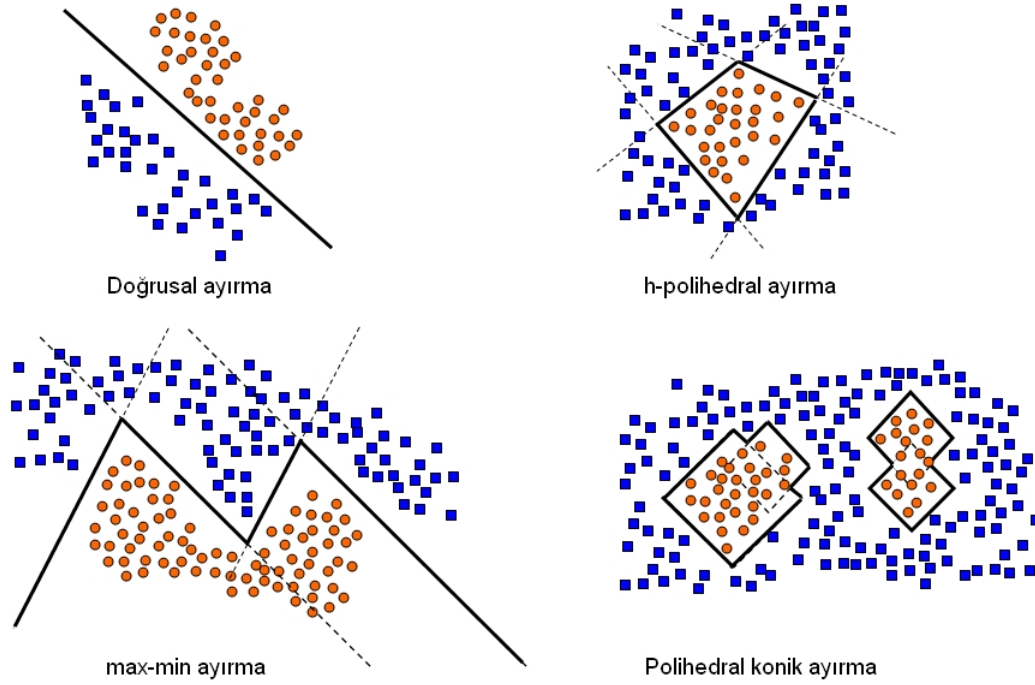 Doğrusal ayırma
h-polihedral ayırma
max-min ayırma
Polihedral konik ayırma